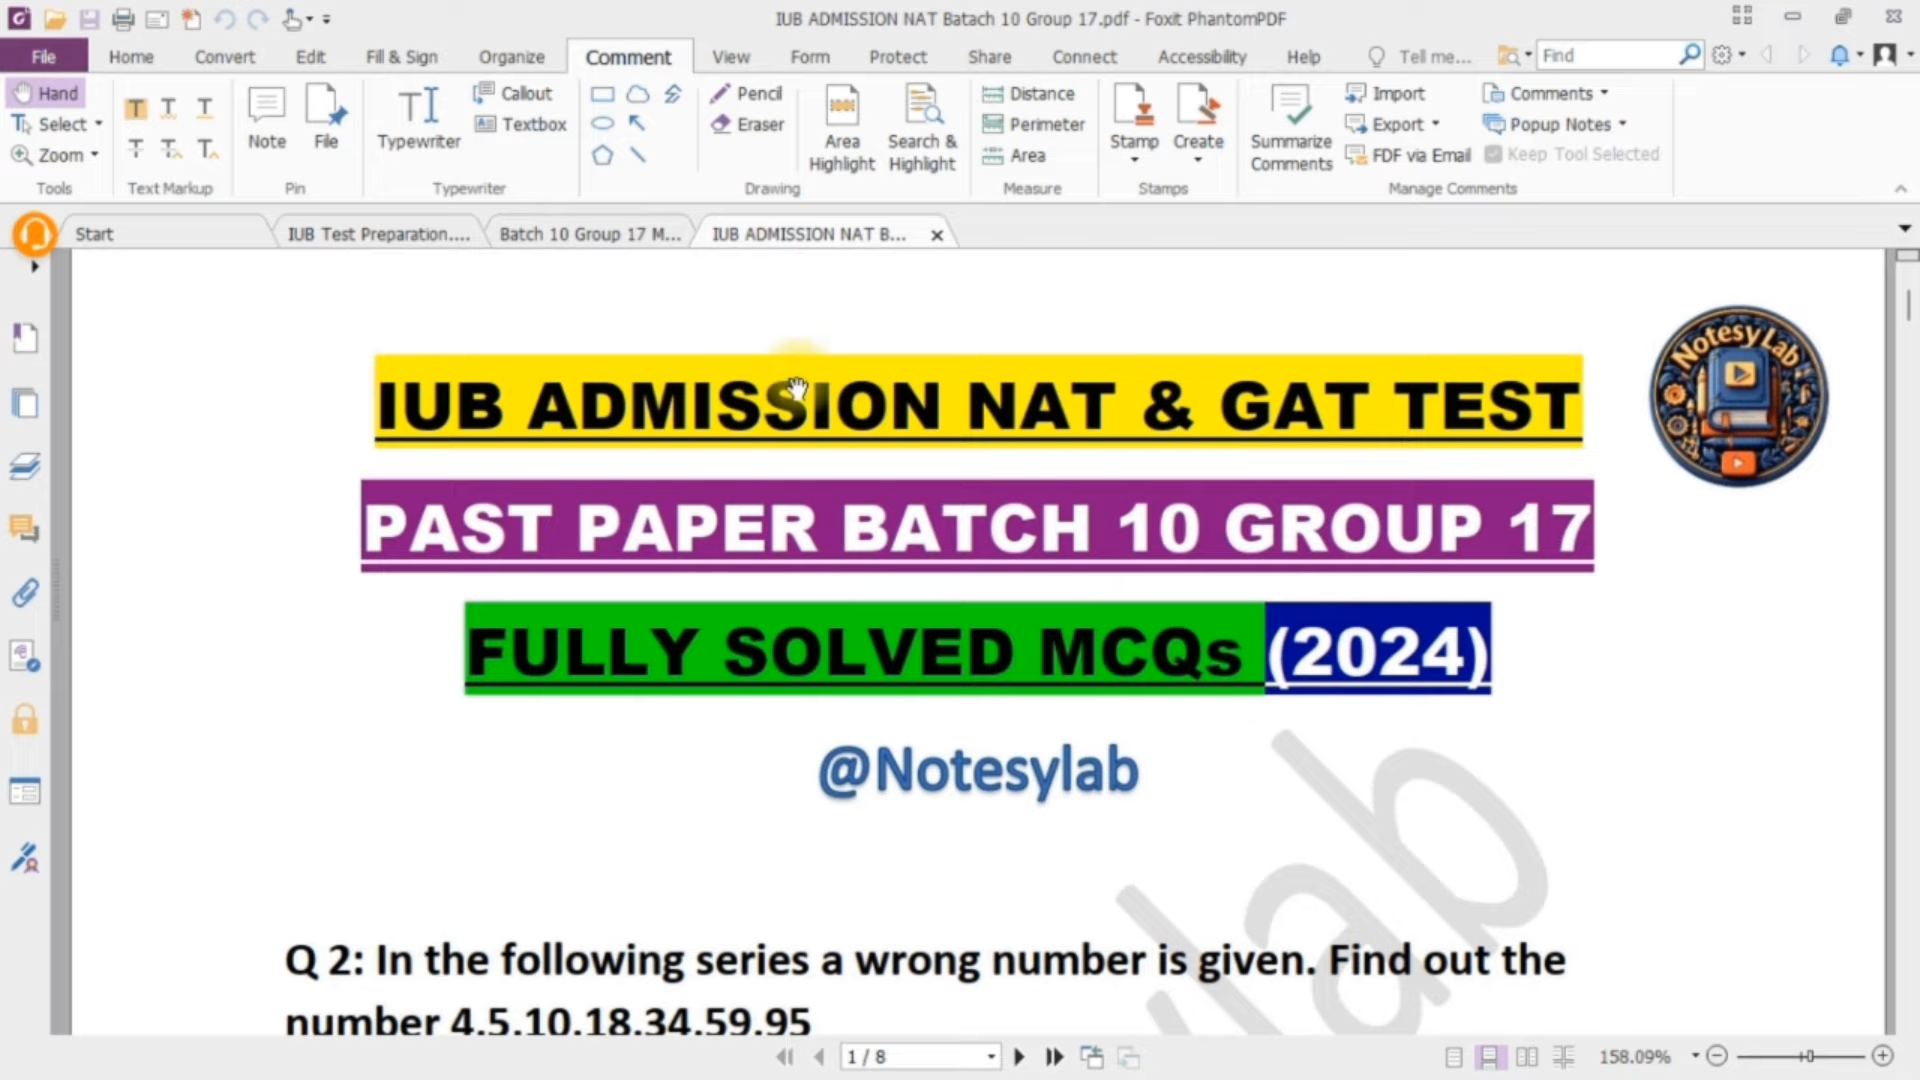 IUB ADMISSION NAT Batach 10 Group 17.pdf - Foxit PhantomPDF
File Home Convert Edit Fill & Sign Organize Comment View Form Protect Share Connect Accessibility Help Tell me... Find
Hand
Select
Zoom
Tools
Text Markup
Note
File
Pin
Typewriter
Callout
Textbox
Typewriter
Pencil
Eraser
Area Highlight
Search & Highlight
Drawing
Distance
Perimeter
Area
Measure
Stamp
Create
Stamps
Summarize Comments
Import
Export
FDF via Email
Comments
Popup Notes
Keep Tool Selected
Manage Comments
Start
IUB Test Preparation....
Batch 10 Group 17 M...
IUB ADMISSION NAT B...
Notesy Lab
IUB ADMISSION NAT & GAT TEST
PAST PAPER BATCH 10 GROUP 17
FULLY SOLVED MCQs (2024)
@Notesylab
Q 2: In the following series a wrong number is given. Find out the
number 4,5,10,18,34,59,95
ylab
1 / 8
158.09%